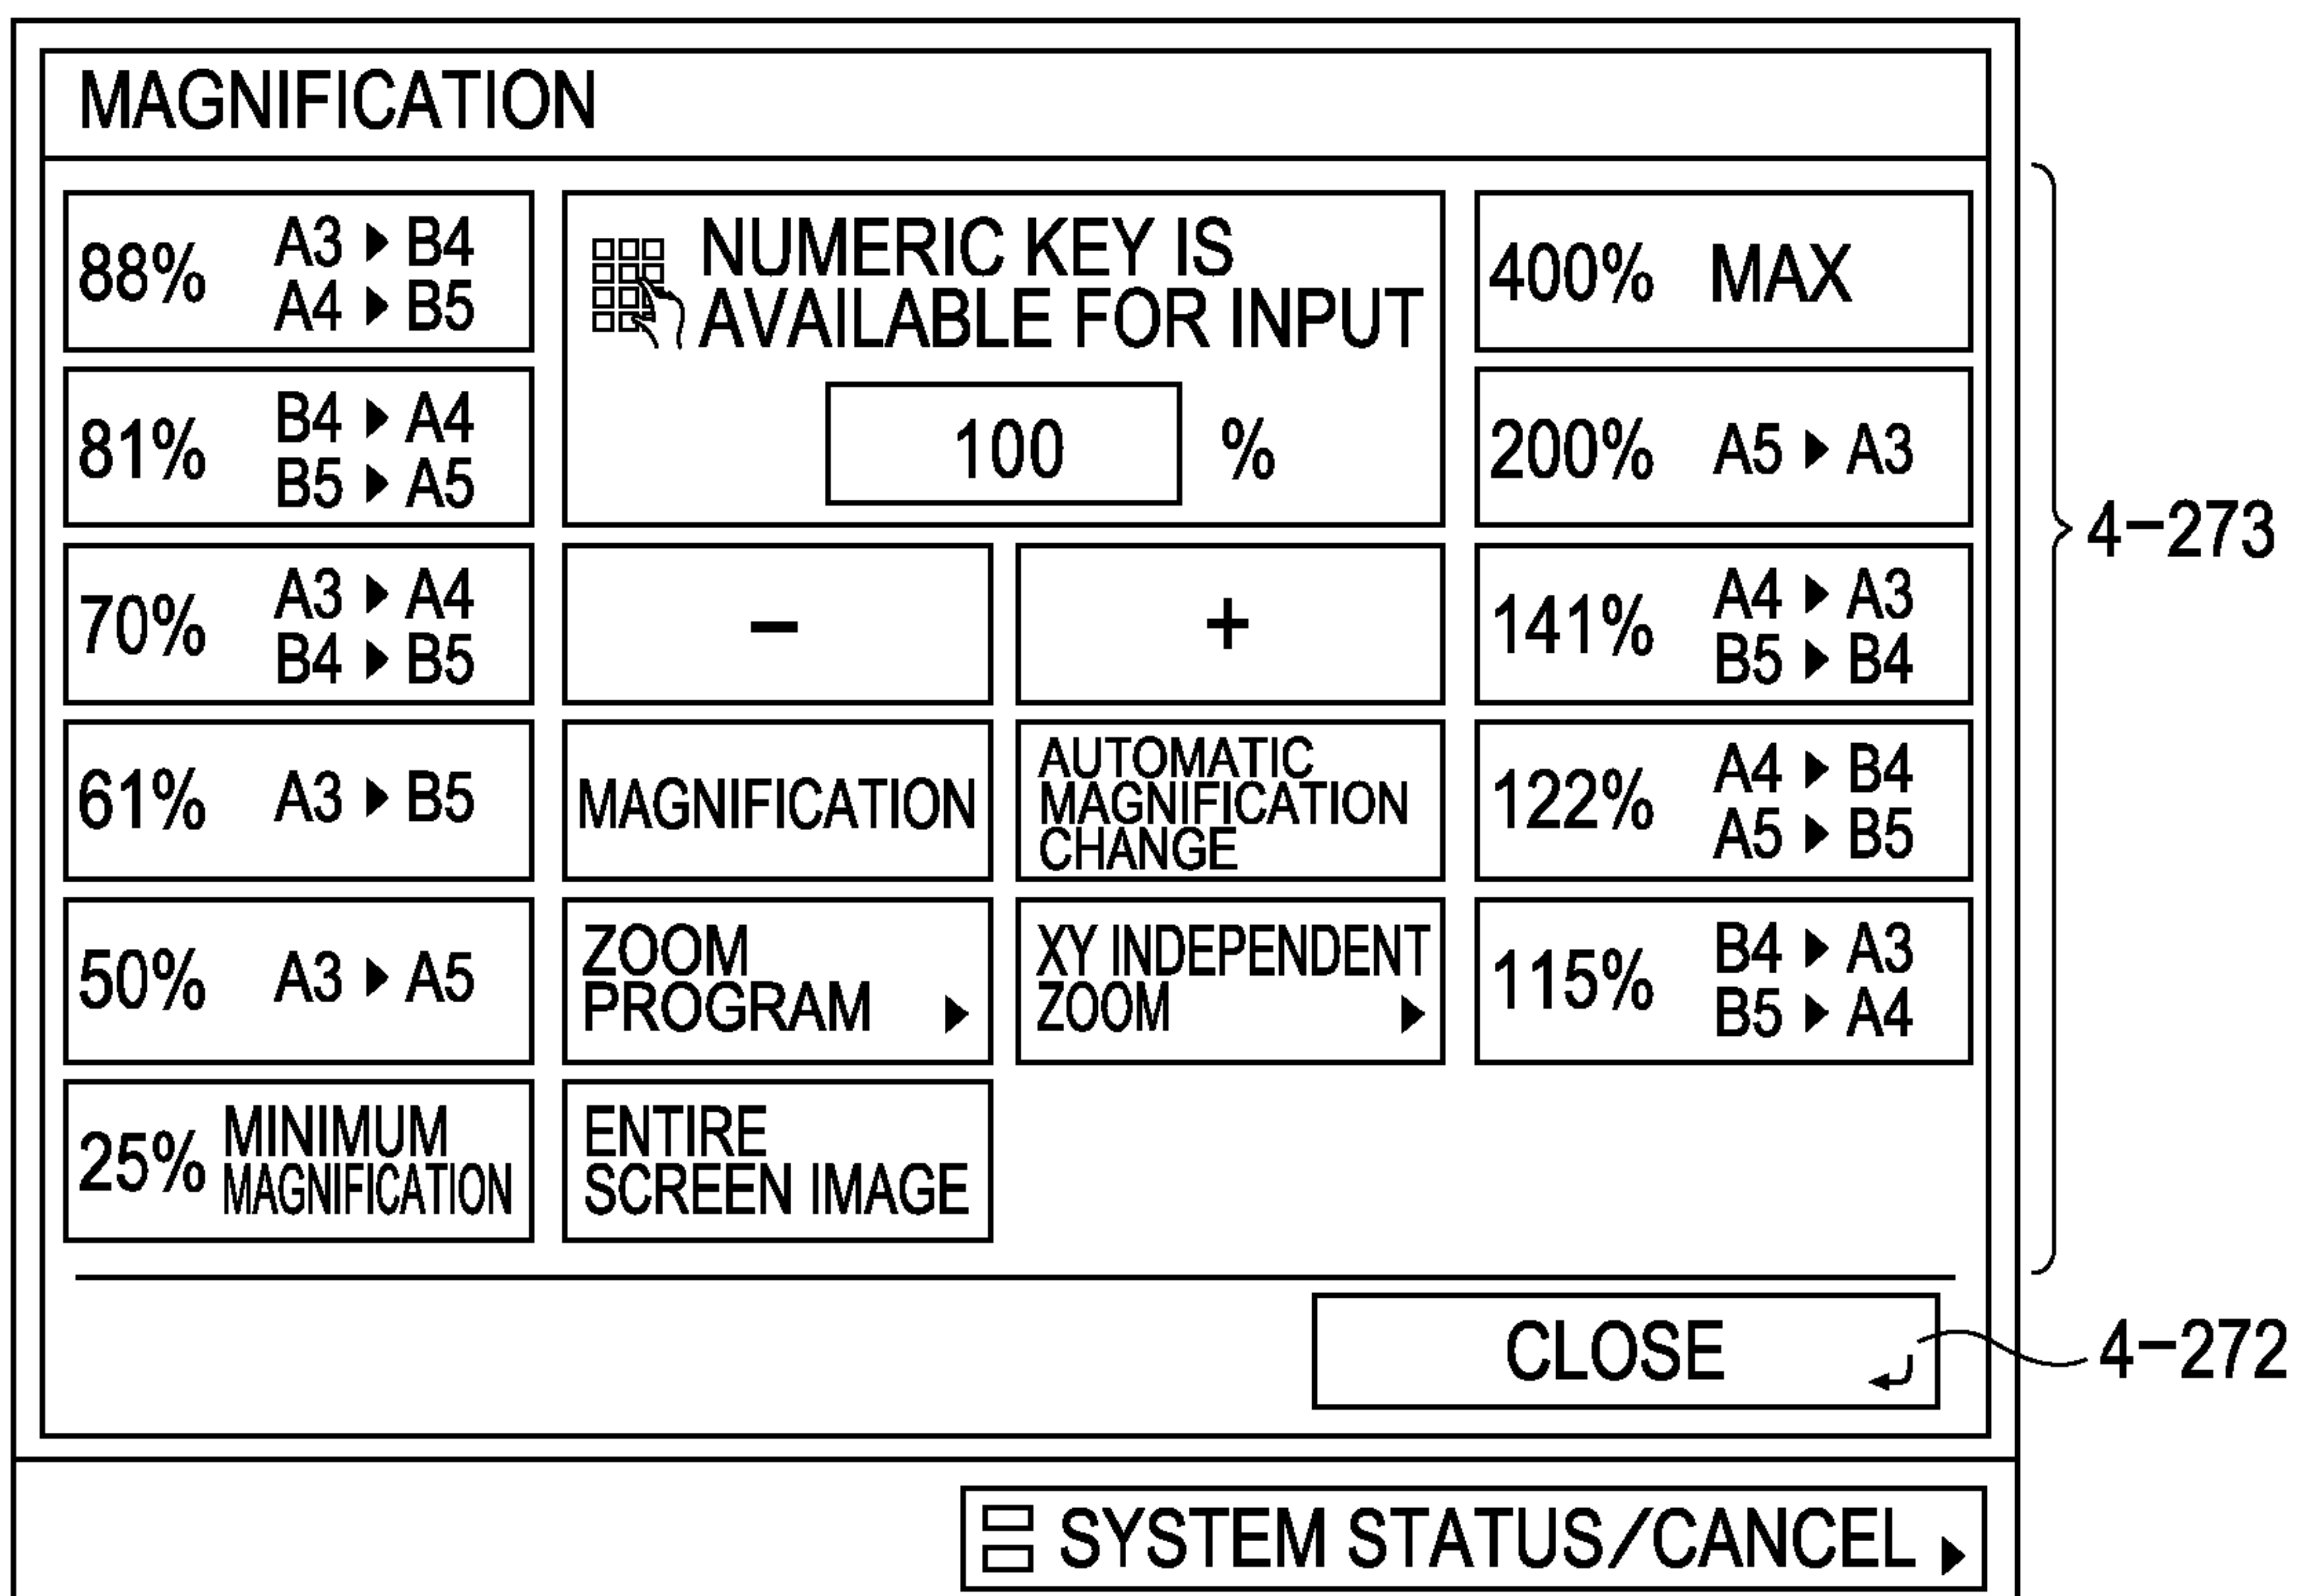 MAGNIFICATION
88% A3 ▶ B4
A4 ▶ B5
81% B4 ▶ A4
B5 ▶ A5
70% A3 ▶ A4
B4 ▶ B5
61% A3 ▶ B5
50% A3 ▶ A5
25% MINIMUM
MAGNIFICATION
NUMERIC KEY IS
AVAILABLE FOR INPUT
100 %
− +
MAGNIFICATION
AUTOMATIC
MAGNIFICATION
CHANGE
ZOOM
PROGRAM ▶
XY INDEPENDENT
ZOOM ▶
ENTIRE
SCREEN IMAGE
400% MAX
200% A5 ▶ A3
141% A4 ▶ A3
B5 ▶ B4
122% A4 ▶ B4
A5 ▶ B5
115% B4 ▶ A3
B5 ▶ A4
4−273
CLOSE
4−272
SYSTEM STATUS/CANCEL ▶